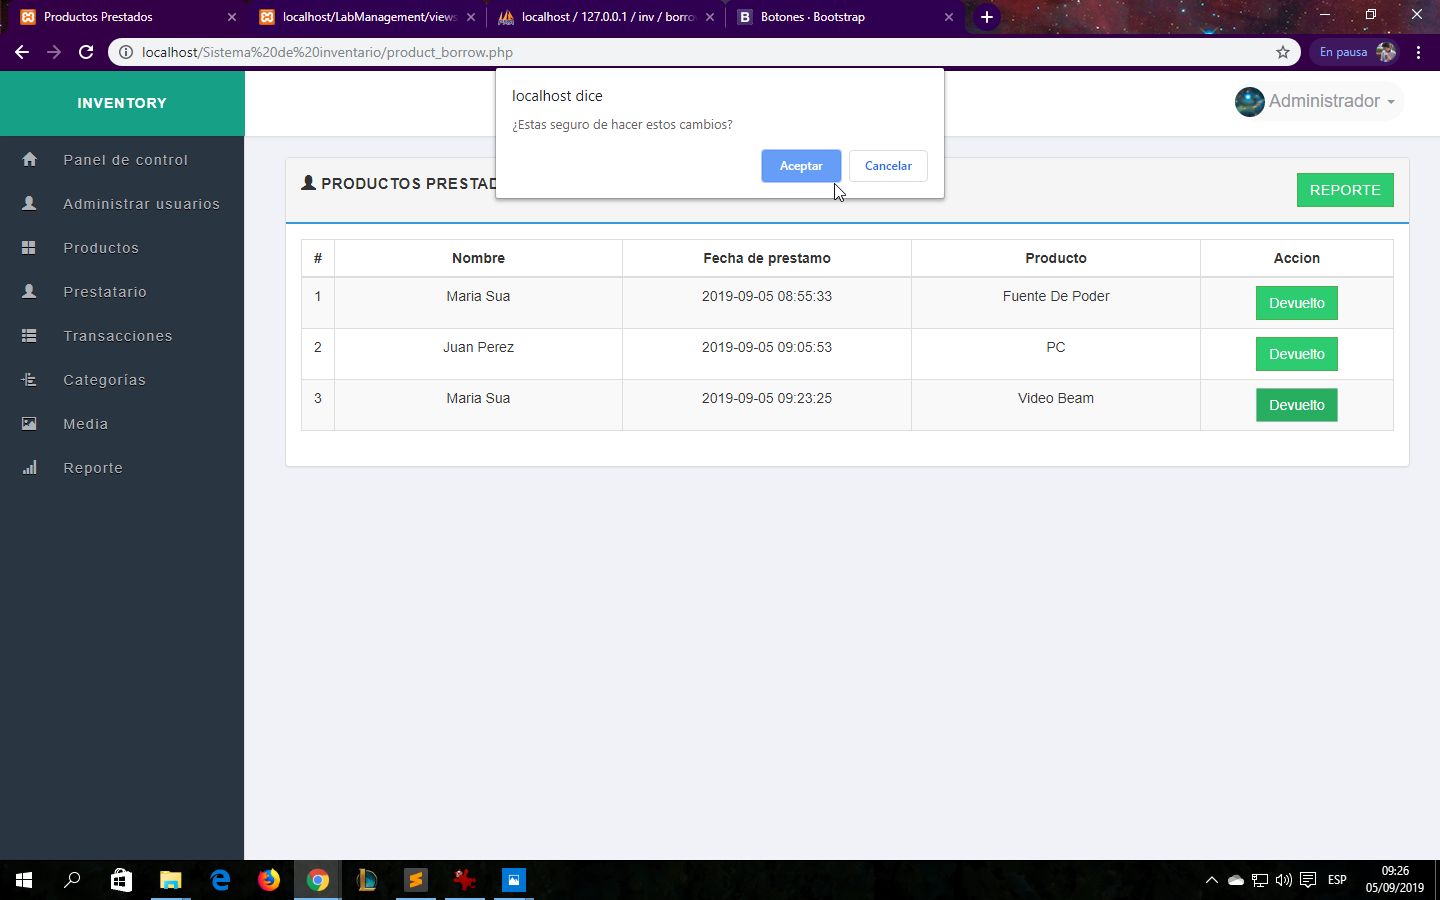 Productos Prestados
localhost/LabManagement/views
localhost / 127.0.0.1 / inv / borro
Botones · Bootstrap
localhost/Sistema%20de%20inventario/product_borrow.php
En pausa
localhost dice
¿Estas seguro de hacer estos cambios?
Aceptar
Cancelar
INVENTORY
Administrador
Panel de control
Administrar usuarios
Productos
Prestatario
Transacciones
Categorías
Media
Reporte
PRODUCTOS PRESTAD
REPORTE
# Nombre Fecha de prestamo Producto Accion
1 Maria Sua 2019-09-05 08:55:33 Fuente De Poder Devuelto
2 Juan Perez 2019-09-05 09:05:53 PC Devuelto
3 Maria Sua 2019-09-05 09:23:25 Video Beam Devuelto
ESP
09:26
05/09/2019